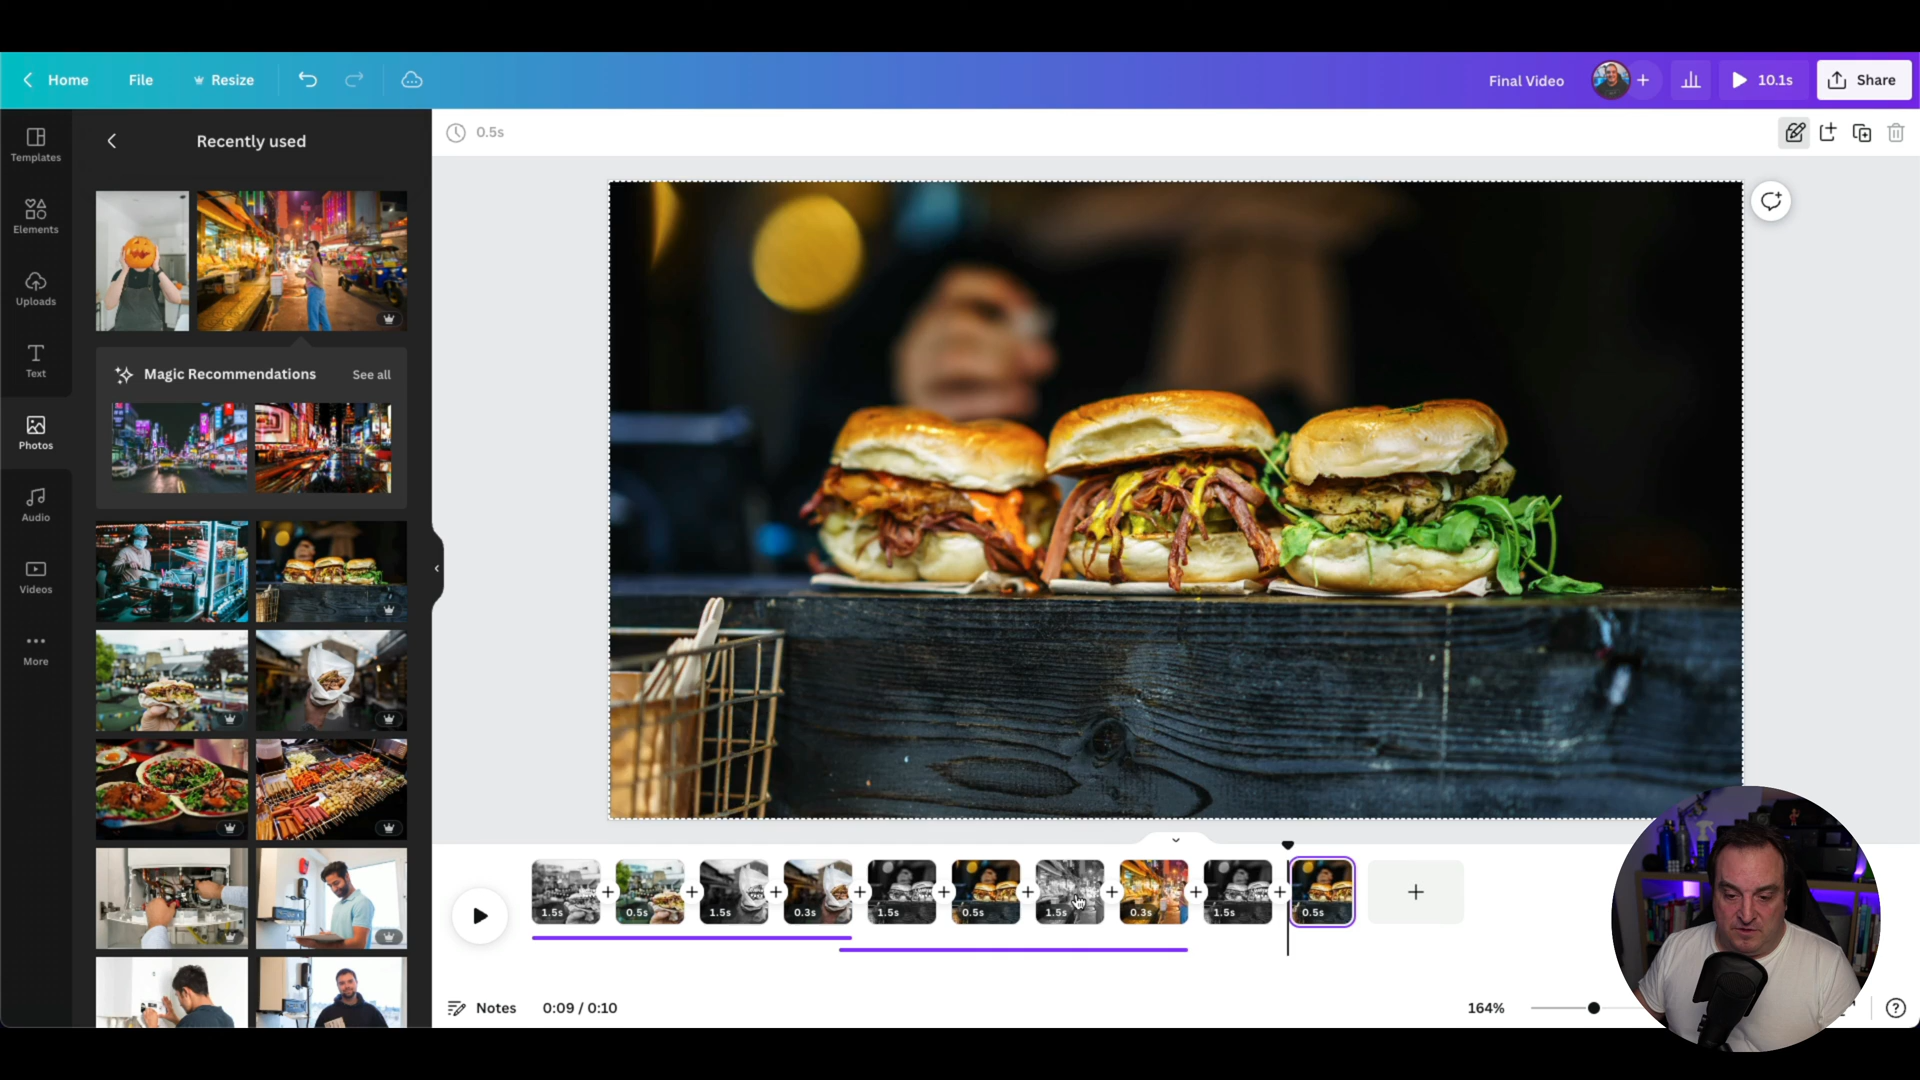 Home File Resize Final Video 10.1s Share
Templates
Elements
Uploads
Text
Photos
Audio
Videos
More
Recently used
Magic Recommendations See all
0.5s
1.5s 0.5s 1.5s 0.3s 1.5s 0.5s 1.5s 0.3s 1.5s 0.5s
Notes 0:09 / 0:10 164%